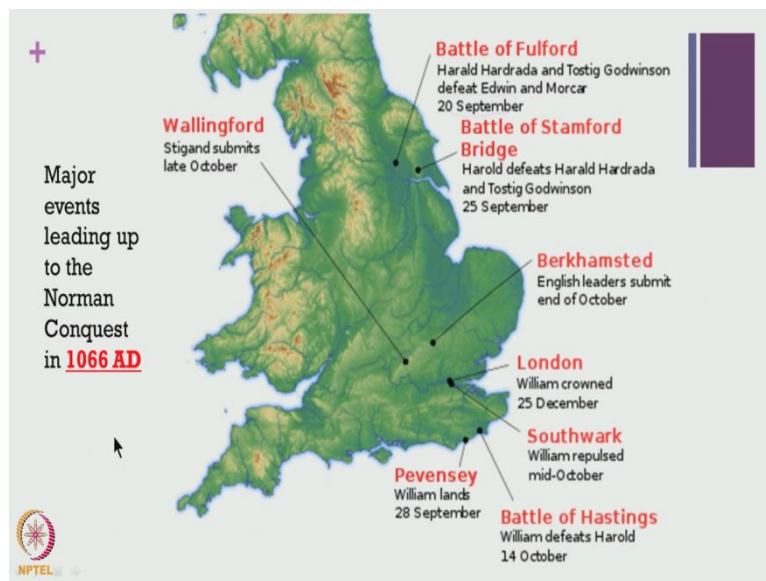 +
Major
events
leading up
to the
Norman
Conquest
in 1066 AD
Battle of Fulford
Harald Hardrada and Tostig Godwinson
defeat Edwin and Morcar
20 September
Wallingford
Stigand submits
late October
Battle of Stamford
Bridge
Harold defeats Harald Hardrada
and Tostig Godwinson
25 September
Berkhamsted
English leaders submit
end of October
London
William crowned
25 December
Southwark
William repulsed
mid-October
Pevensey
William lands
28 September
Battle of Hastings
William defeats Harold
14 October
NPTEL